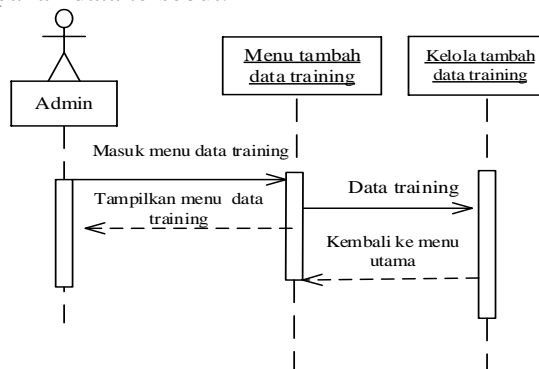 Menu tambah
data training
Kelola tambah
data training
Admin
Masuk menu data training
Tampilkan menu data
training
Data training
Kembali ke menu
utama